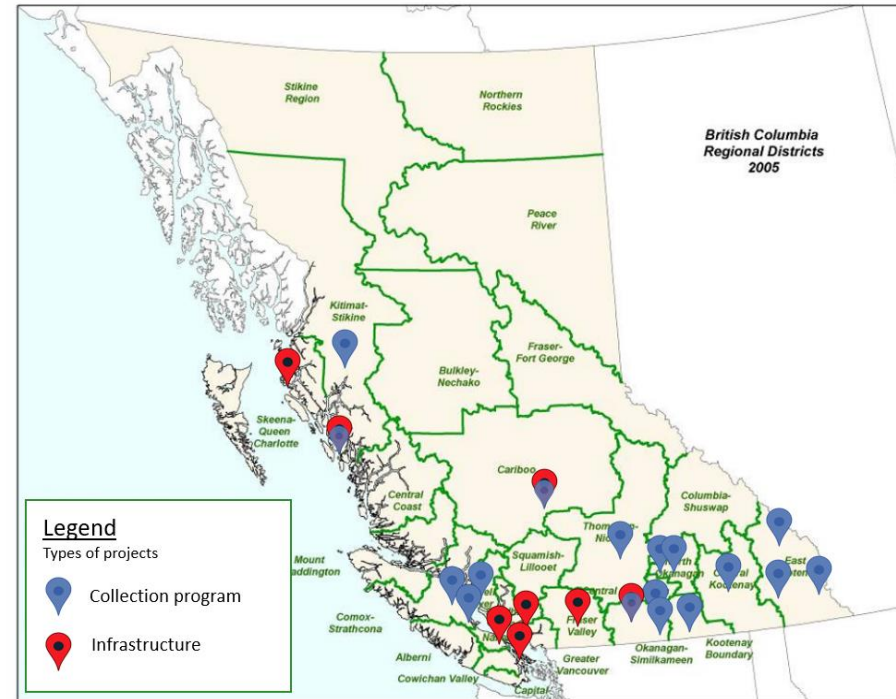 Stikine
Region
Northern
Rockies
British Columbia
Regional Districts
2005
Peace
River
Kitimat-
Stikine
Fraser-
Fort George
Bulkley-
Nechako
Skeena-
Queen
Charlotte
Cariboo
Central
Coast
Columbia-
Shuswap
Squamish-
Lillooet
East
Mount
Fraser
Valley
Comox-
Strathcona
Alberni
Cowichan Valley
Capital
Greater
Vancouver
Okanagan-
Similkameen
Kootenay
Boundary
Legend
Types of projects
Collection program
Infrastructure